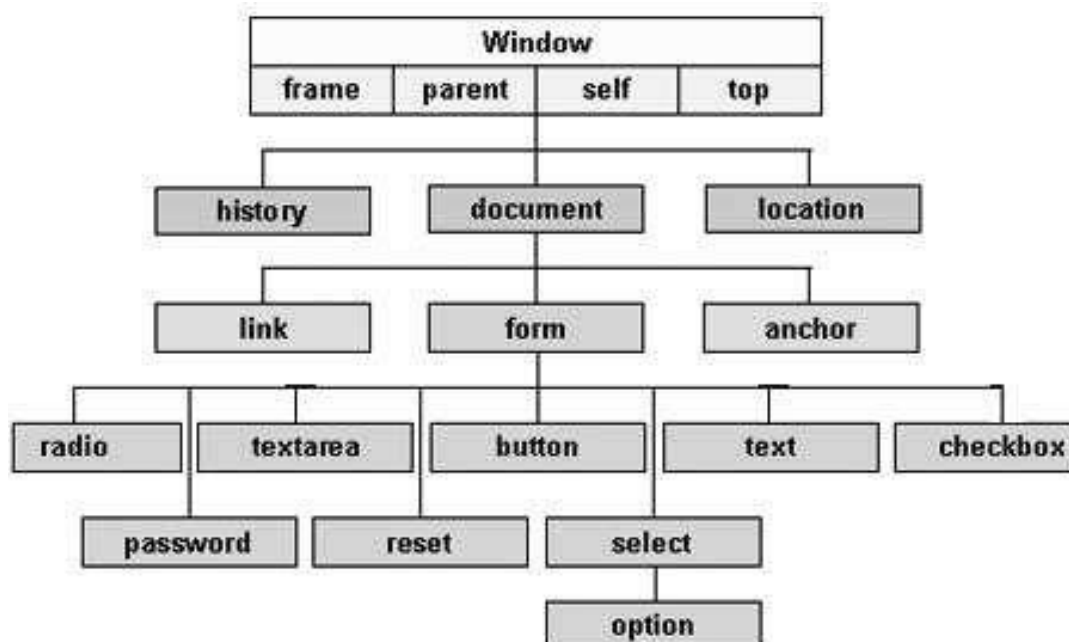 Window
frame parent self top
history document location
link form anchor
radio textarea button text checkbox
password reset select
option